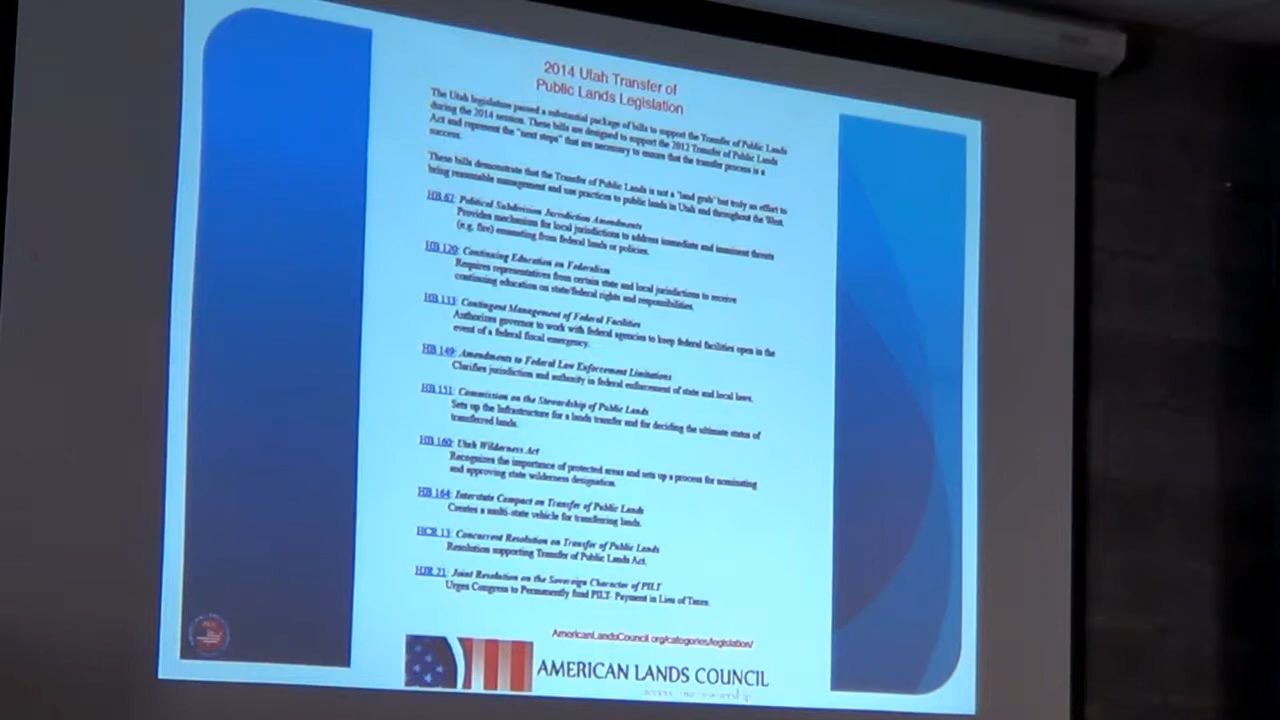 2014 Utah Transfer of
Public Lands Legislation
The Utah legislature passed a substantial package of bills to support the Transfer of Public Lands
during the 2014 session. These bills are designed to support the 2012 Transfer of Public Lands
Act and represent the "next steps" that are necessary to ensure that the transfer process is a
success.
These bills demonstrate that the Transfer of Public Lands is not a "land grab" but truly an effort to
bring reasonable management and use practices to public lands in Utah and throughout the West.
HB 67: Political Subdivision Jurisdiction Amendments
Provides mechanism for local jurisdictions to address immediate and imminent threats
(e.g. fire) emanating from federal lands or policies.
HB 120: Continuing Education on Federalism
Requires representatives from certain state and local jurisdictions to receive
continuing education on state/federal rights and responsibilities.
HB 133: Contingent Management of Federal Facilities
Authorizes governor to work with federal agencies to keep federal facilities open in the
event of a federal fiscal emergency.
HB 149: Amendments to Federal Law Enforcement Limitations
Clarifies jurisdiction and authority in federal enforcement of state and local laws.
HB 151: Commission on the Stewardship of Public Lands
Sets up the infrastructure for a lands transfer and for deciding the ultimate status of
transferred lands.
HB 160: Utah Wilderness Act
Recognizes the importance of protected areas and sets up a process for nominating
and approving state wilderness designation.
HB 164: Interstate Compact on Transfer of Public Lands
Creates a multi-state vehicle for transferring lands.
HCR 13: Concurrent Resolution on Transfer of Public Lands
Resolution supporting Transfer of Public Lands Act.
HJR 21: Joint Resolution on the Sovereign Character of PILT
Urges Congress to Permanently fund PILT- Payment in Lieu of Taxes
AmericanLandsCouncil.org/categories/legislation/
AMERICAN LANDS COUNCIL